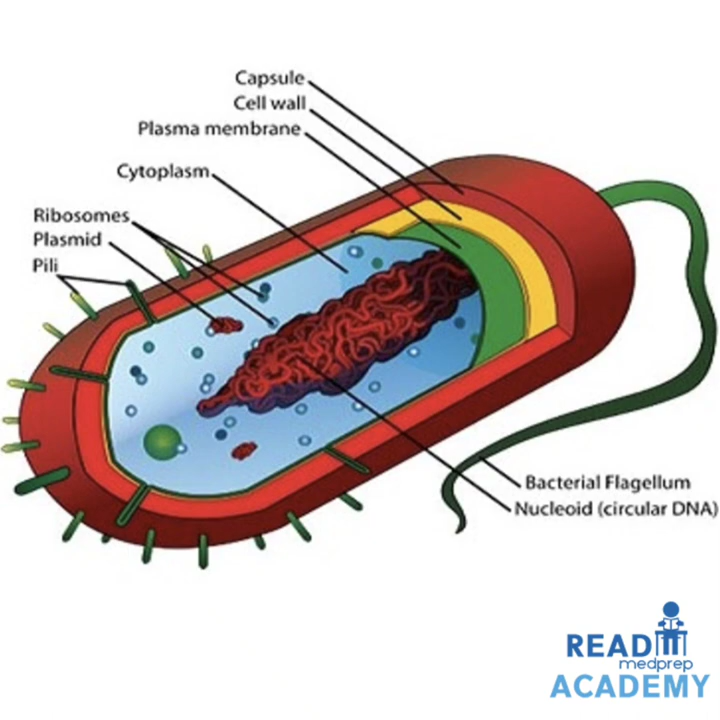 Capsule
Cell wall
Plasma membrane
Cytoplasm
Ribosomes
Plasmid
Pili
Bacterial Flagellum
Nucleoid (circular DNA)
READ
medprep
ACADEMY